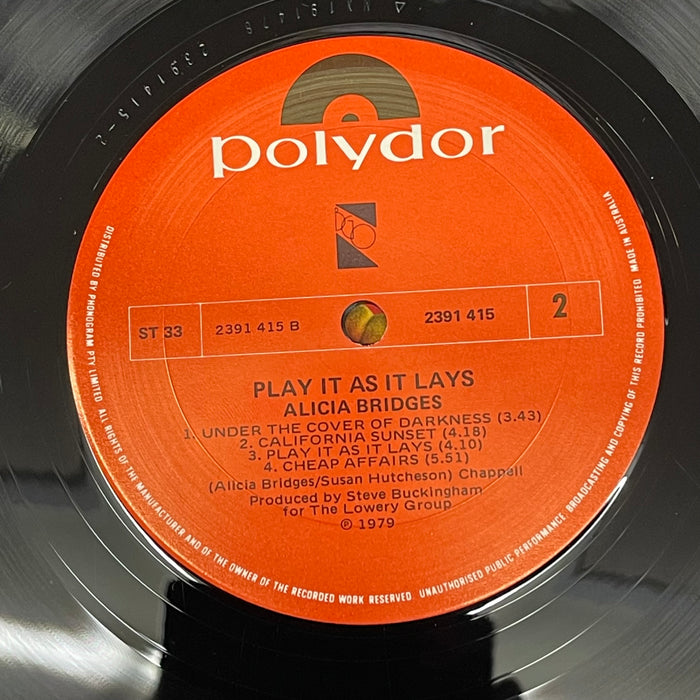 polydor
ST 33
2391 415 B
2391 415
2
PLAY IT AS IT LAYS
ALICIA BRIDGES
1. UNDER THE COVER OF DARKNESS (3.43)
2. CALIFORNIA SUNSET (4.18)
3. PLAY IT AS IT LAYS (4.10)
4. CHEAP AFFAIRS (5.51)
(Alicia Bridges/Susan Hutcheson) Chappell
Produced by Steve Buckingham
for The Lowery Group
℗ 1979
DISTRIBUTED BY PHONOGRAM PTY LIMITED. ALL RIGHTS OF THE MANUFACTURER AND OF THE OWNER OF THE RECORDED WORK RESERVED. UNAUTHORISED PUBLIC PERFORMANCE, BROADCASTING AND COPYING OF THIS RECORD PROHIBITED MADE IN AUSTRALIA
2391415-2